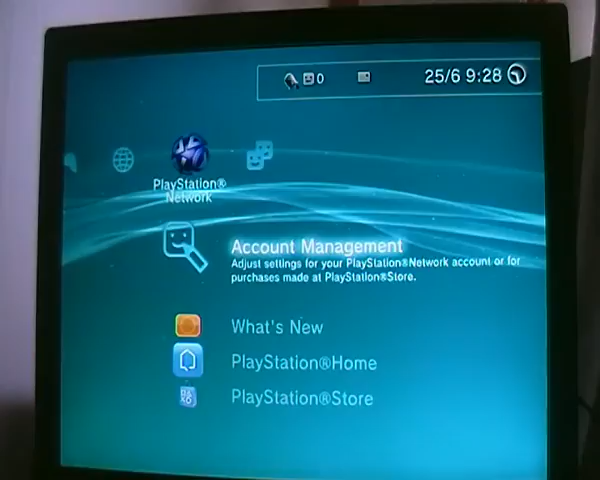 0
25/6 9:28
PlayStation®
Network
Account Management
Adjust settings for your PlayStation®Network account or for
purchases made at PlayStation®Store.
What's New
PlayStation®Home
PlayStation®Store